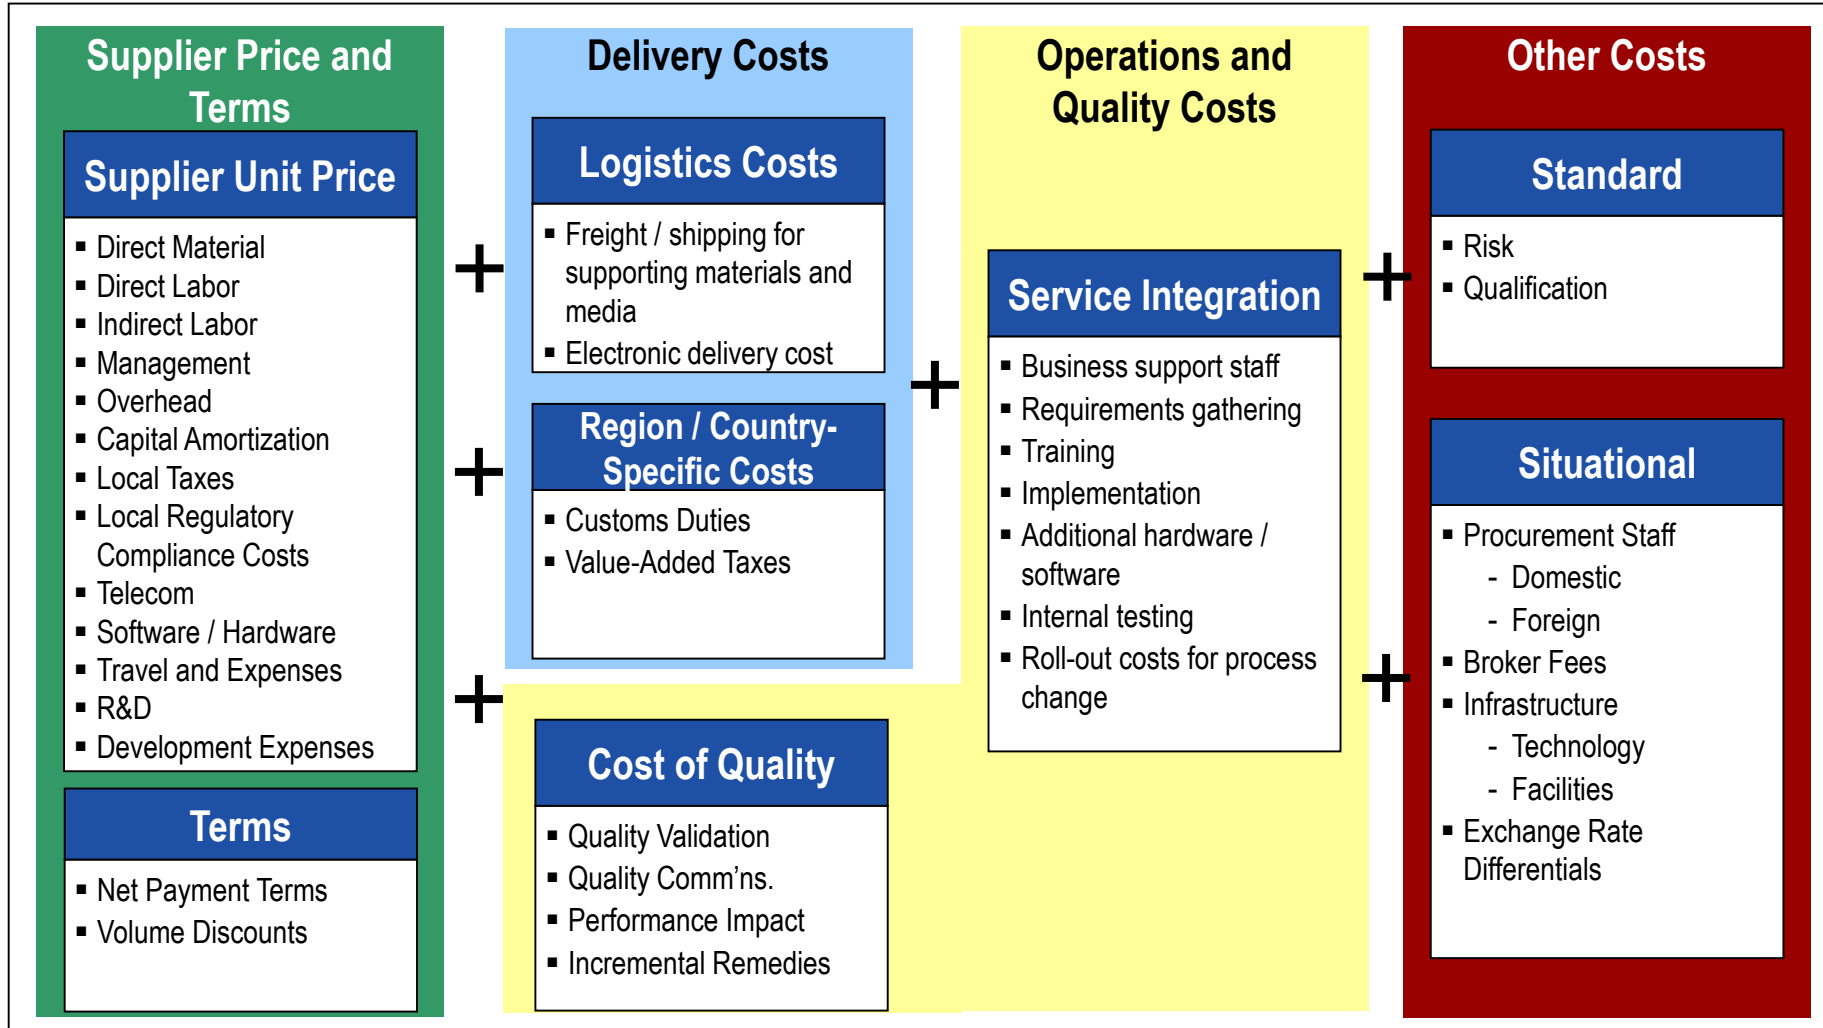 Supplier Price and
Terms
Supplier Unit Price
▪ Direct Material
▪ Direct Labor
▪ Indirect Labor
▪ Management
▪ Overhead
▪ Capital Amortization
▪ Local Taxes
▪ Local Regulatory
Compliance Costs
▪ Telecom
▪ Software / Hardware
▪ Travel and Expenses
▪ R&D
▪ Development Expenses
Terms
▪ Net Payment Terms
▪ Volume Discounts
+
+
+
Delivery Costs
Logistics Costs
▪ Freight / shipping for
supporting materials and
media
▪ Electronic delivery cost
Region / Country-
Specific Costs
▪ Customs Duties
▪ Value-Added Taxes
Cost of Quality
▪ Quality Validation
▪ Quality Comm'ns.
▪ Performance Impact
▪ Incremental Remedies
+
Operations and
Quality Costs
Service Integration
▪ Business support staff
▪ Requirements gathering
▪ Training
▪ Implementation
▪ Additional hardware /
software
▪ Internal testing
▪ Roll-out costs for process
change
+
+
Other Costs
Standard
▪ Risk
▪ Qualification
Situational
▪ Procurement Staff
- Domestic
- Foreign
▪ Broker Fees
▪ Infrastructure
- Technology
- Facilities
▪ Exchange Rate
Differentials